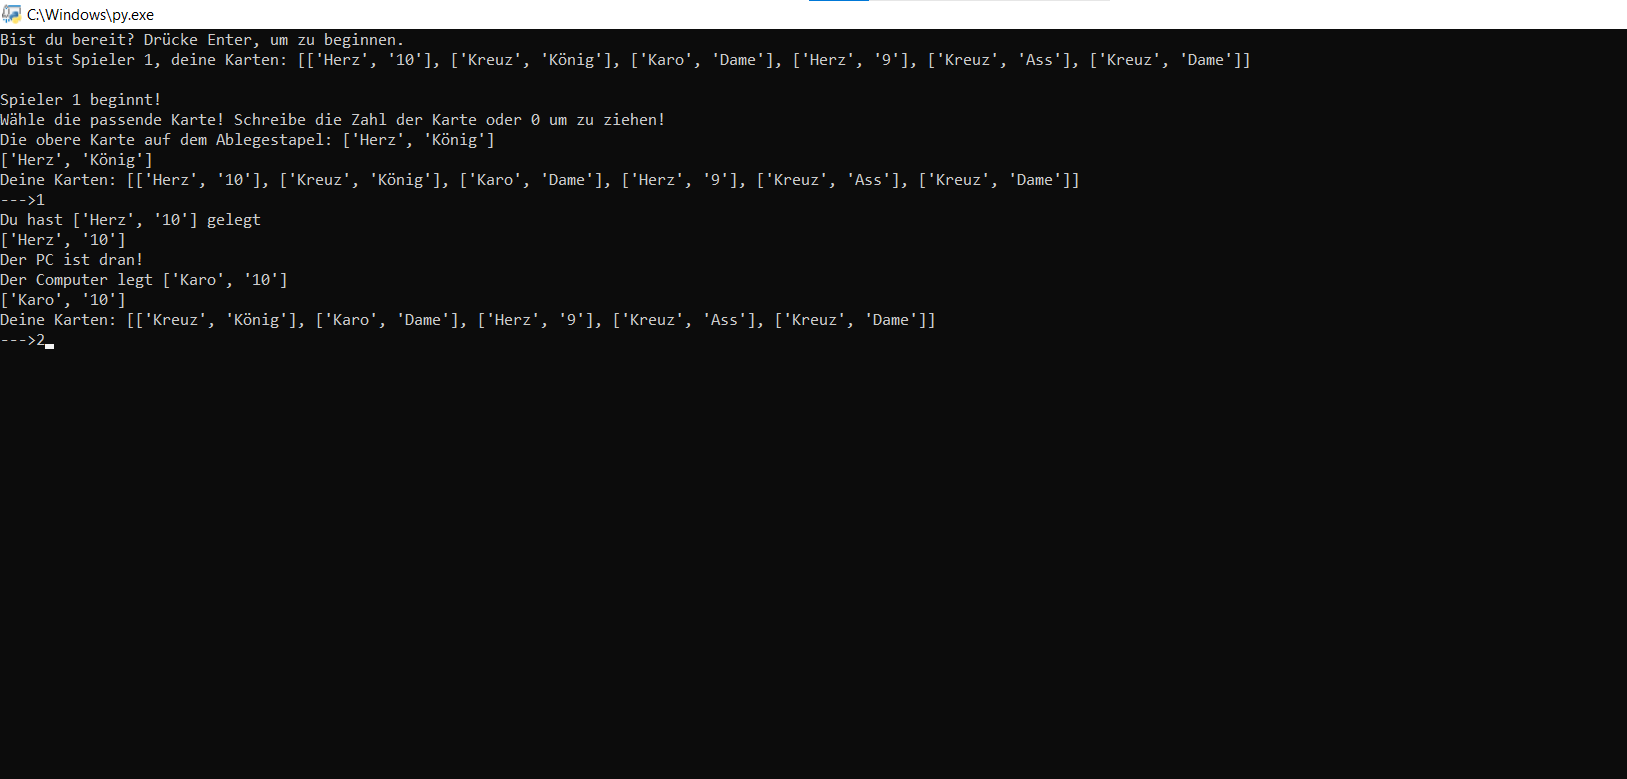 C:\Windows\py.exe
Bist du bereit? Drücke Enter, um zu beginnen.
Du bist Spieler 1, deine Karten: [['Herz', '10'], ['Kreuz', 'König'], ['Karo', 'Dame'], ['Herz', '9'], ['Kreuz', 'Ass'], ['Kreuz', 'Dame']]
Spieler 1 beginnt!
Wähle die passende Karte! Schreibe die Zahl der Karte oder 0 um zu ziehen!
Die obere Karte auf dem Ablegestapel: ['Herz', 'König']
['Herz', 'König']
Deine Karten: [['Herz', '10'], ['Kreuz', 'König'], ['Karo', 'Dame'], ['Herz', '9'], ['Kreuz', 'Ass'], ['Kreuz', 'Dame']]
--->1
Du hast ['Herz', '10'] gelegt
['Herz', '10']
Der PC ist dran!
Der Computer legt ['Karo', '10']
['Karo', '10']
Deine Karten: [['Kreuz', 'König'], ['Karo', 'Dame'], ['Herz', '9'], ['Kreuz', 'Ass'], ['Kreuz', 'Dame']]
--->2